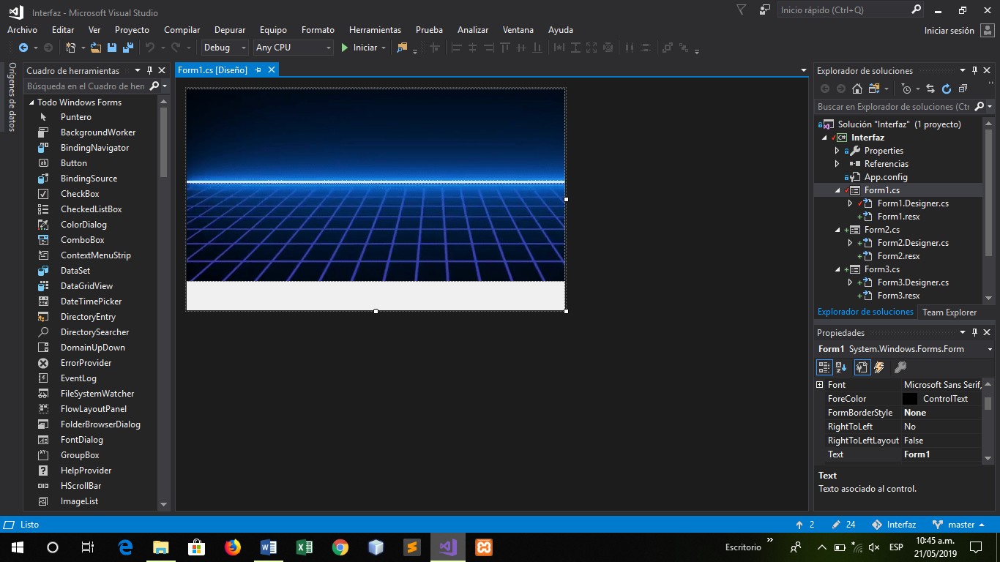 Interfaz - Microsoft Visual Studio
Inicio rápido (Ctrl+Q)
Archivo Editar Ver Proyecto Compilar Depurar Equipo Formato Herramientas Prueba Analizar Ventana Ayuda
Iniciar sesión
Debug Any CPU Iniciar
Orígenes de datos
Cuadro de herramientas
Búsqueda en el Cuadro de herr
Todo Windows Forms
Puntero
BackgroundWorker
BindingNavigator
Button
BindingSource
CheckBox
CheckedListBox
ColorDialog
ComboBox
ContextMenuStrip
DataSet
DataGridView
DateTimePicker
DirectoryEntry
DirectorySearcher
DomainUpDown
ErrorProvider
EventLog
FileSystemWatcher
FlowLayoutPanel
FolderBrowserDialog
FontDialog
GroupBox
HelpProvider
HScrollBar
ImageList
Form1.cs [Diseño]
Explorador de soluciones
Buscar en Explorador de soluciones (Ctr
Solución "Interfaz" (1 proyecto)
C# Interfaz
Properties
Referencias
App.config
Form1.cs
Form1.Designer.cs
Form1.resx
Form2.cs
Form2.Designer.cs
Form2.resx
Form3.cs
Form3.Designer.cs
Form3.resx
Explorador de soluciones Team Explorer
Propiedades
Form1 System.Windows.Forms.Form
Font Microsoft Sans Serif,
ForeColor ControlText
FormBorderStyle None
RightToLeft No
RightToLeftLayout False
Text Form1
Text
Texto asociado al control.
Listo
2 24 Interfaz master
Escritorio
ESP
10:45 a.m.
21/05/2019